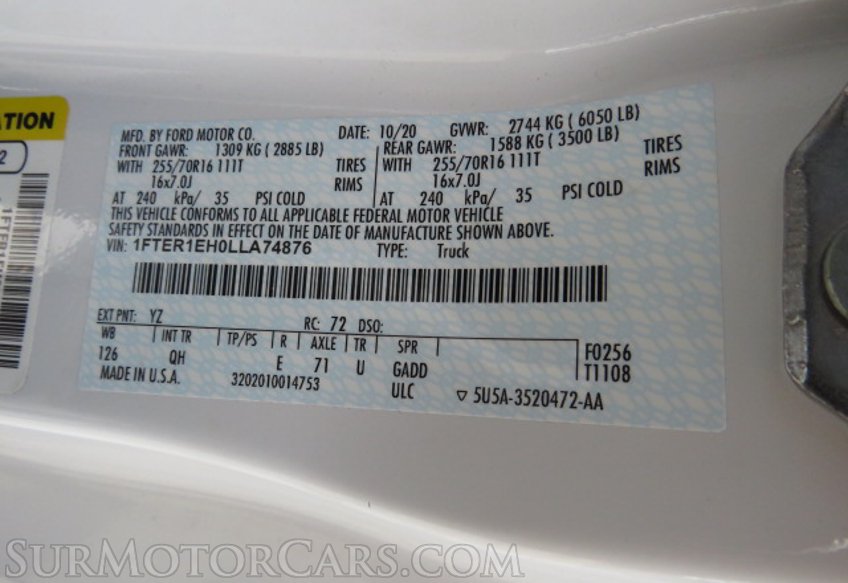 ATION
2
MFD. BY FORD MOTOR CO. DATE: 10/20 GVWR: 2744 KG ( 6050 LB)
FRONT GAWR: 1309 KG ( 2885 LB) REAR GAWR: 1588 KG ( 3500 LB)
WITH 255/70R16 111T TIRES WITH 255/70R16 111T TIRES
16x7.0J RIMS 16x7.0J RIMS
AT 240 kPa/ 35 PSI COLD AT 240 kPa/ 35 PSI COLD
THIS VEHICLE CONFORMS TO ALL APPLICABLE FEDERAL MOTOR VEHICLE
SAFETY STANDARDS IN EFFECT ON THE DATE OF MANUFACTURE SHOWN ABOVE.
VIN: 1FTER1EH0LLA74876 TYPE: Truck
EXT PNT: YZ RC: 72 DSO:
WB INT TR TP/PS R AXLE TR SPR F0256
126 QH E 71 U GADD T1108
MADE IN U.S.A. 3202010014753 ULC ▽ 5U5A-3520472-AA
SurMotorCars.com